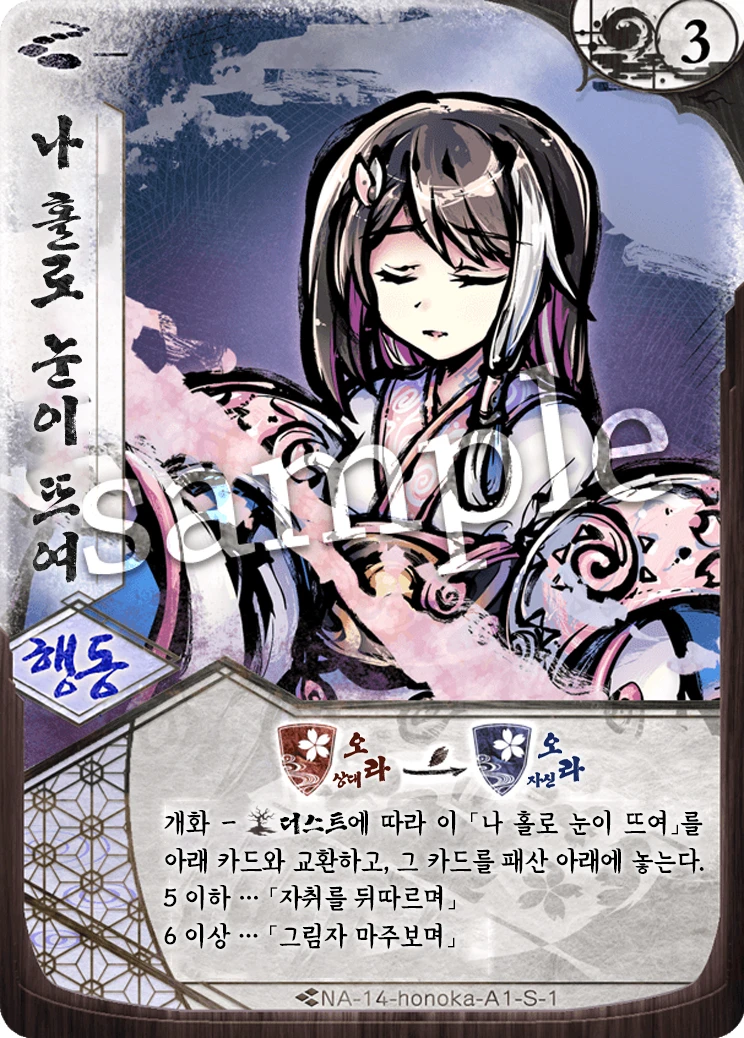 3
나 홀로 눈이 뜨여
sample
행동
상대 오라 자신 오라
개화 - 더스트에 따라 이 「나 홀로 눈이 뜨여」를
아래 카드와 교환하고, 그 카드를 패산 아래에 놓는다.
5 이하 … 「자취를 뒤따르며」
6 이상 … 「그림자 마주보며」
NA-14-honoka-A1-S-1